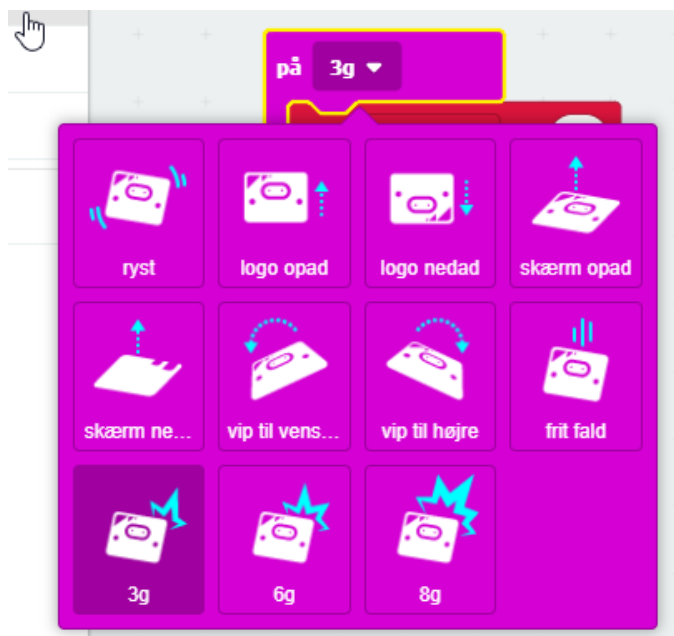 på 3g
ryst
logo opad
logo nedad
skærm opad
skærm ne...
vip til vens...
vip til højre
frit fald
3g
6g
8g